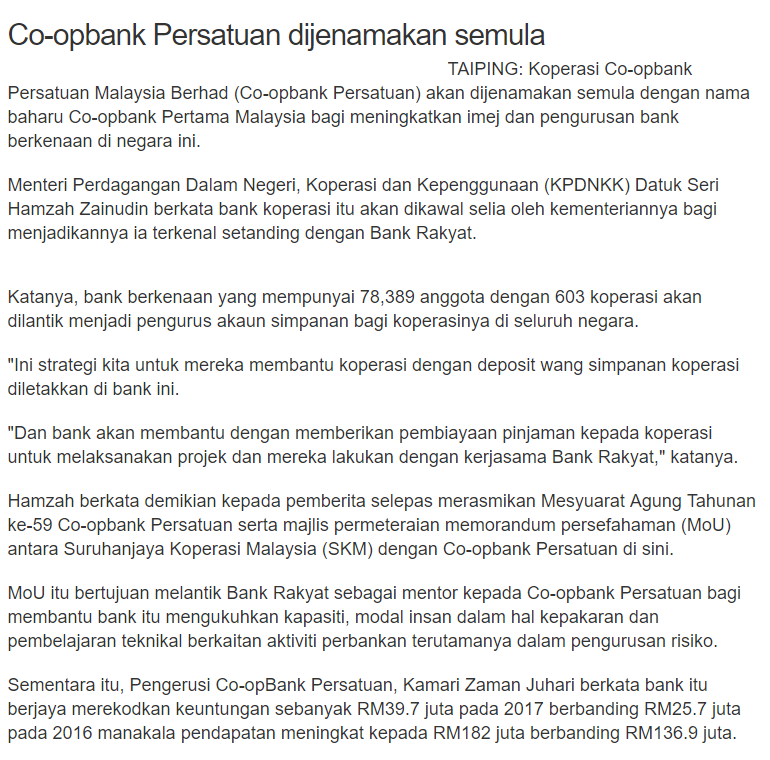 Co-opbank Persatuan dijenamakan semula
TAIPING: Koperasi Co-opbank
Persatuan Malaysia Berhad (Co-opbank Persatuan) akan dijenamakan semula dengan nama
baharu Co-opbank Pertama Malaysia bagi meningkatkan imej dan pengurusan bank
berkenaan di negara ini.
Menteri Perdagangan Dalam Negeri, Koperasi dan Kepenggunaan (KPDNKK) Datuk Seri
Hamzah Zainudin berkata bank koperasi itu akan dikawal selia oleh kementeriannya bagi
menjadikannya ia terkenal setanding dengan Bank Rakyat.
Katanya, bank berkenaan yang mempunyai 78,389 anggota dengan 603 koperasi akan
dilantik menjadi pengurus akaun simpanan bagi koperasinya di seluruh negara.
"Ini strategi kita untuk mereka membantu koperasi dengan deposit wang simpanan koperasi
diletakkan di bank ini.
"Dan bank akan membantu dengan memberikan pembiayaan pinjaman kepada koperasi
untuk melaksanakan projek dan mereka lakukan dengan kerjasama Bank Rakyat," katanya.
Hamzah berkata demikian kepada pemberita selepas merasmikan Mesyuarat Agung Tahunan
ke-59 Co-opbank Persatuan serta majlis permeteraian memorandum persefahaman (MoU)
antara Suruhanjaya Koperasi Malaysia (SKM) dengan Co-opbank Persatuan di sini.
MoU itu bertujuan melantik Bank Rakyat sebagai mentor kepada Co-opbank Persatuan bagi
membantu bank itu mengukuhkan kapasiti, modal insan dalam hal kepakaran dan
pembelajaran teknikal berkaitan aktiviti perbankan terutamanya dalam pengurusan risiko.
Sementara itu, Pengerusi Co-opBank Persatuan, Kamari Zaman Juhari berkata bank itu
berjaya merekodkan keuntungan sebanyak RM39.7 juta pada 2017 berbanding RM25.7 juta
pada 2016 manakala pendapatan meningkat kepada RM182 juta berbanding RM136.9 juta.